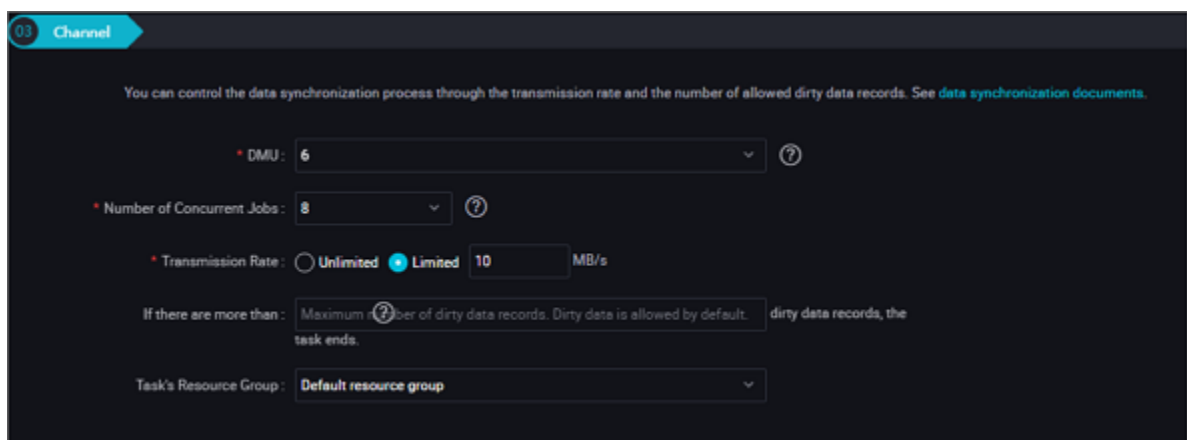 03 Channel
You can control the data synchronization process through the transmission rate and the number of allowed dirty data records. See data synchronization documents.
* DMU : 6 ?
* Number of Concurrent Jobs : 8 ?
* Transmission Rate : Unlimited Limited 10 MB/s
If there are more than : Maximum n?ber of dirty data records. Dirty data is allowed by default. dirty data records, the
task ends.
Task's Resource Group : Default resource group